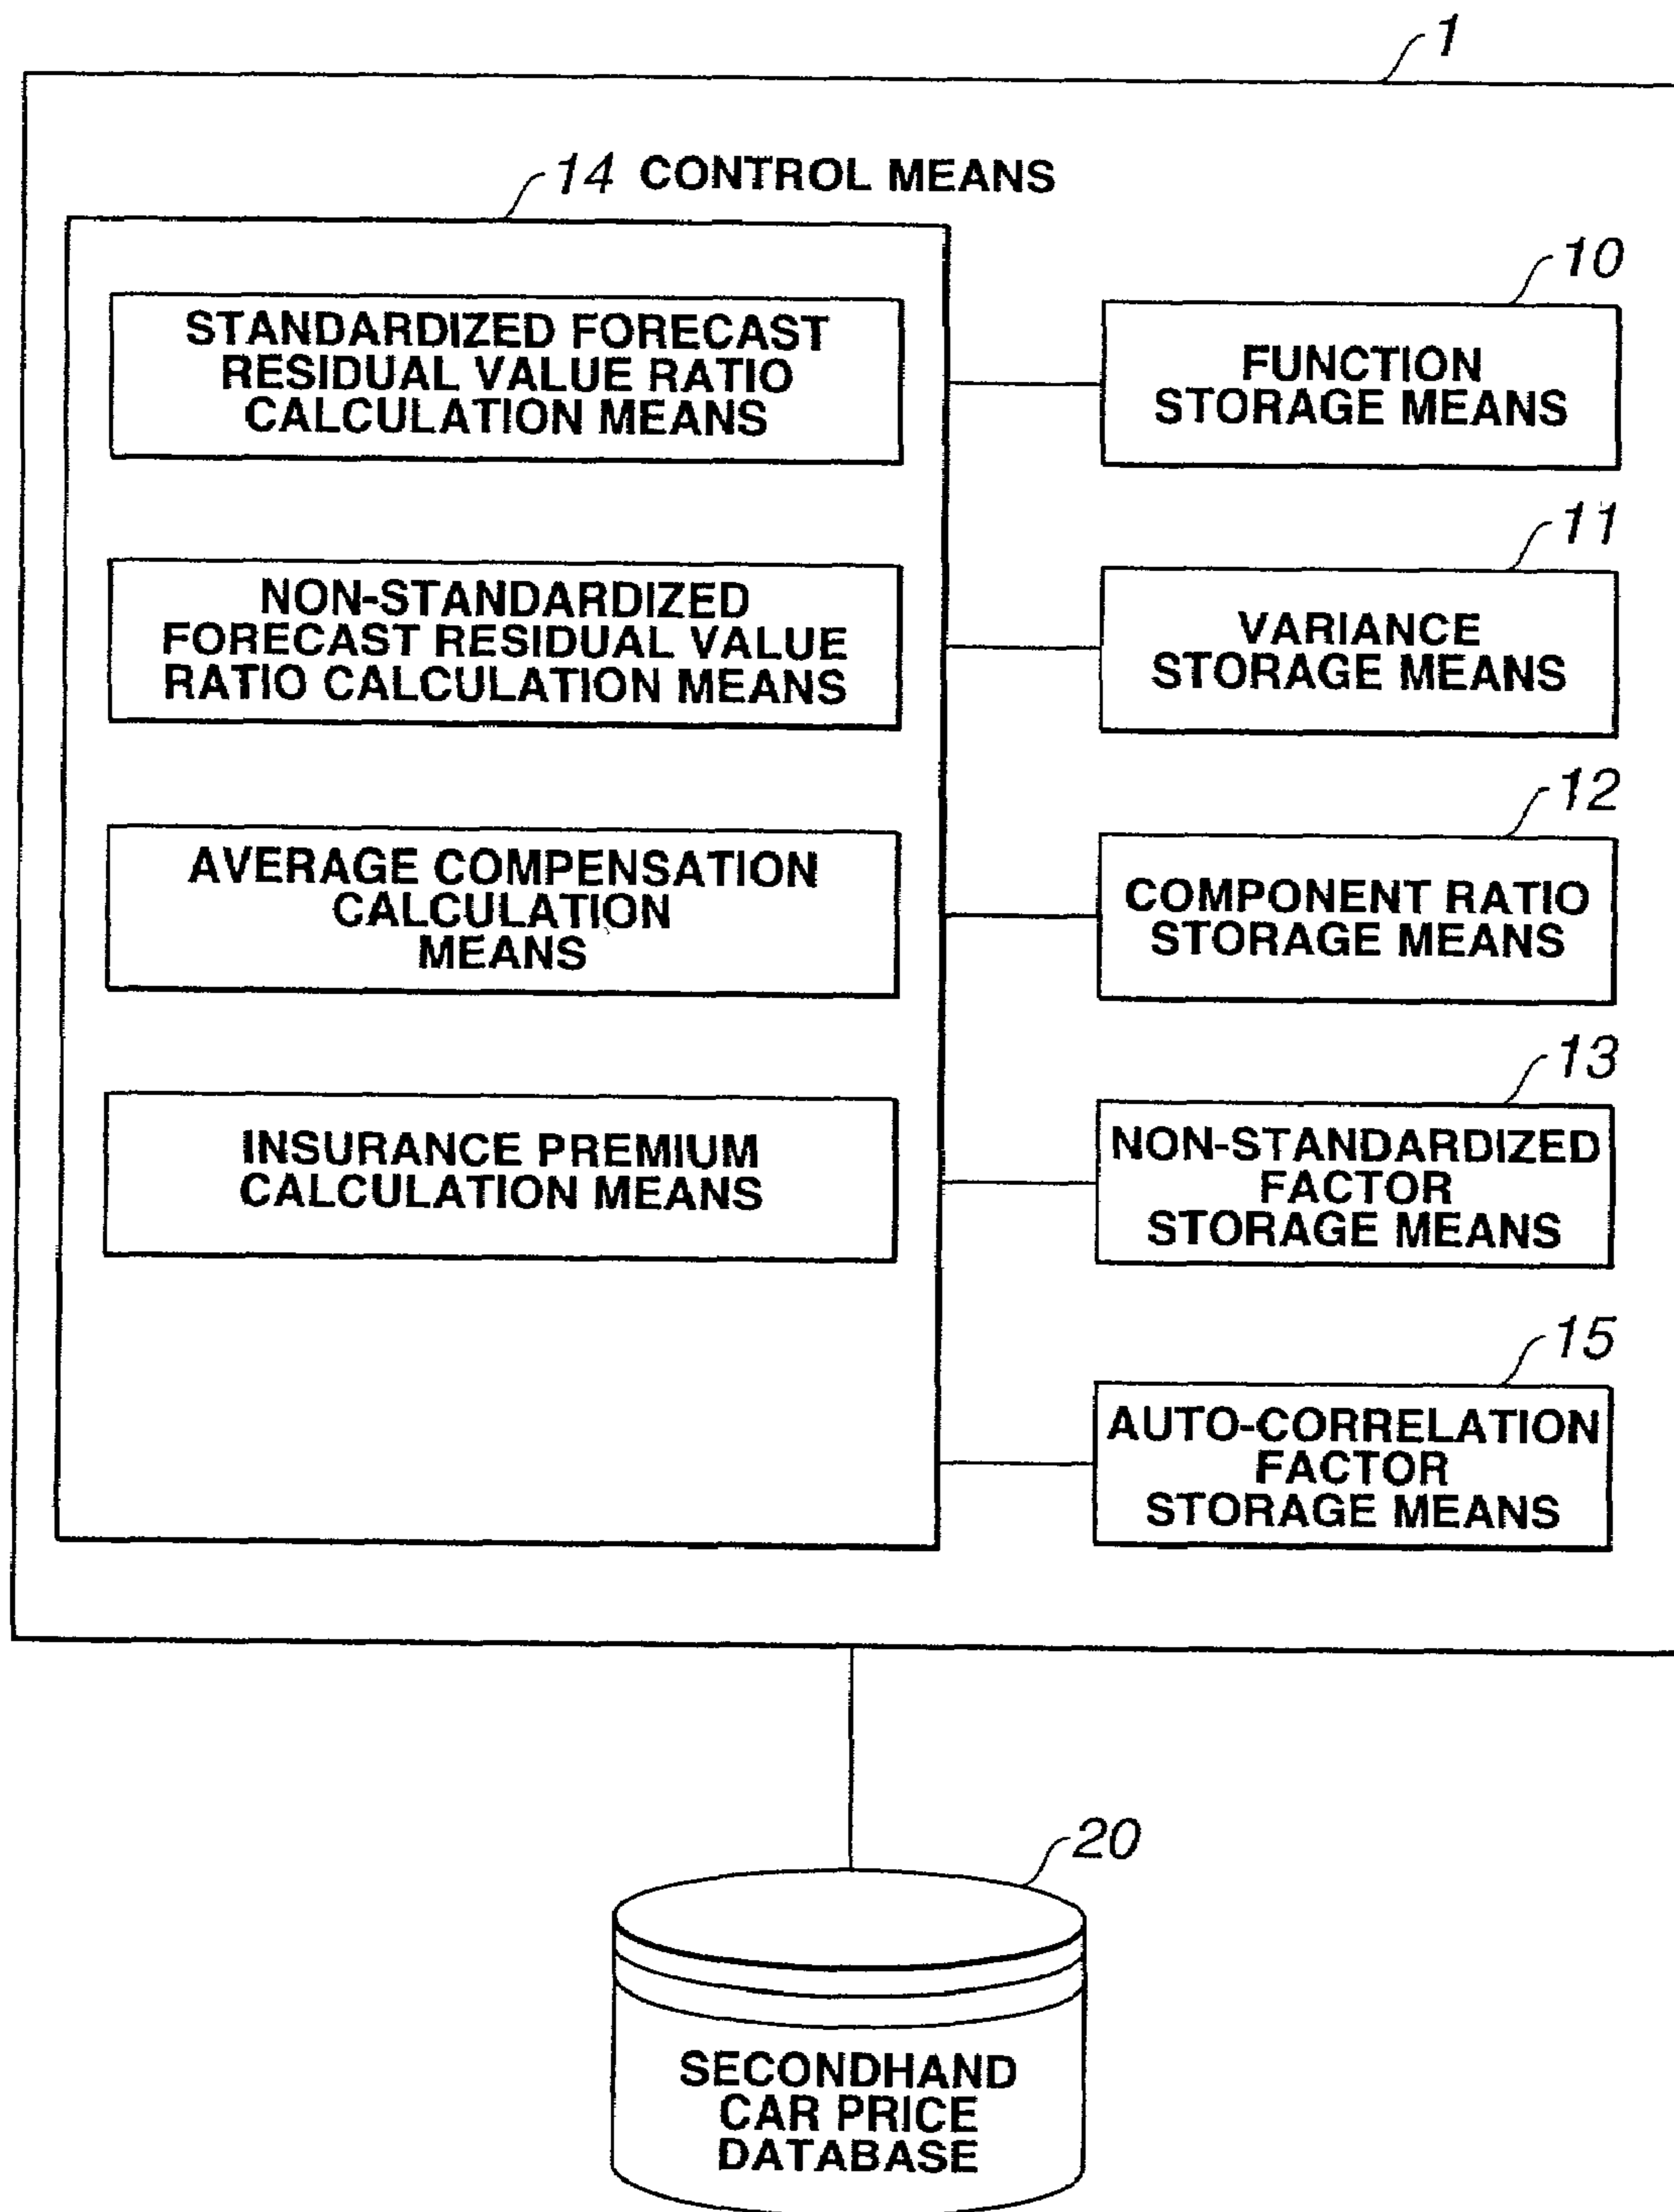 1
14 CONTROL MEANS
STANDARDIZED FORECAST
RESIDUAL VALUE RATIO
CALCULATION MEANS
10
FUNCTION
STORAGE MEANS
NON-STANDARDIZED
FORECAST RESIDUAL VALUE
RATIO CALCULATION MEANS
11
VARIANCE
STORAGE MEANS
AVERAGE COMPENSATION
CALCULATION
MEANS
12
COMPONENT RATIO
STORAGE MEANS
INSURANCE PREMIUM
CALCULATION MEANS
13
NON-STANDARDIZED
FACTOR
STORAGE MEANS
15
AUTO-CORRELATION
FACTOR
STORAGE MEANS
20
SECONDHAND
CAR PRICE
DATABASE